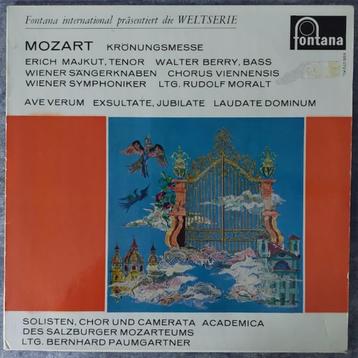 Fontana international präsentiert die WELTSERIE
fontana
MOZART KRÖNUNGSMESSE
ERICH MAJKUT, TENOR WALTER BERRY, BASS
WIENER SÄNGERKNABEN CHORUS VIENNENSIS
WIENER SYMPHONIKER LTG. RUDOLF MORALT
AVE VERUM EXSULTATE, JUBILATE LAUDATE DOMINUM
SOLISTEN, CHOR UND CAMERATA ACADEMICA
DES SALZBURGER MOZARTEUMS
LTG. BERNHARD PAUMGARTNER